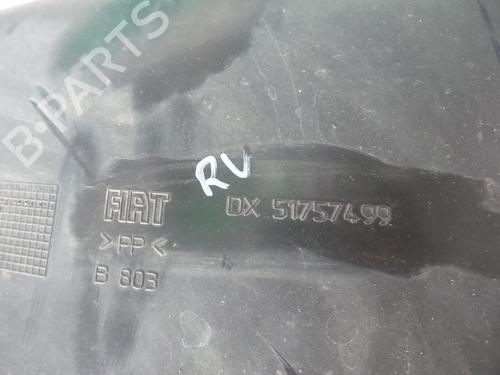 B-PARTS
RV
FIAT DX 51757499
>PP<
B 803